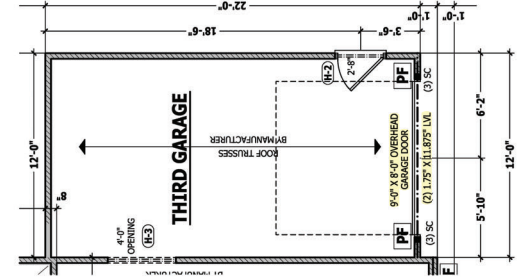 22'-0"
18'-6"
3'-6"
1'-0"
1'-0"
12'-0"
12'-0"
8"
H-2
2'-8"
PF
(3) SC
6'-2"
THIRD GARAGE
ROOF TRUSSES
BY MANUFACTURER
9'-0" X 8'-0" OVERHEAD
GARAGE DOOR
(2) 1.75" X 11.875" LVL
5'-10"
4'-0"
OPENING
H-3
PF
(3) SC
BY MANUFACTURER